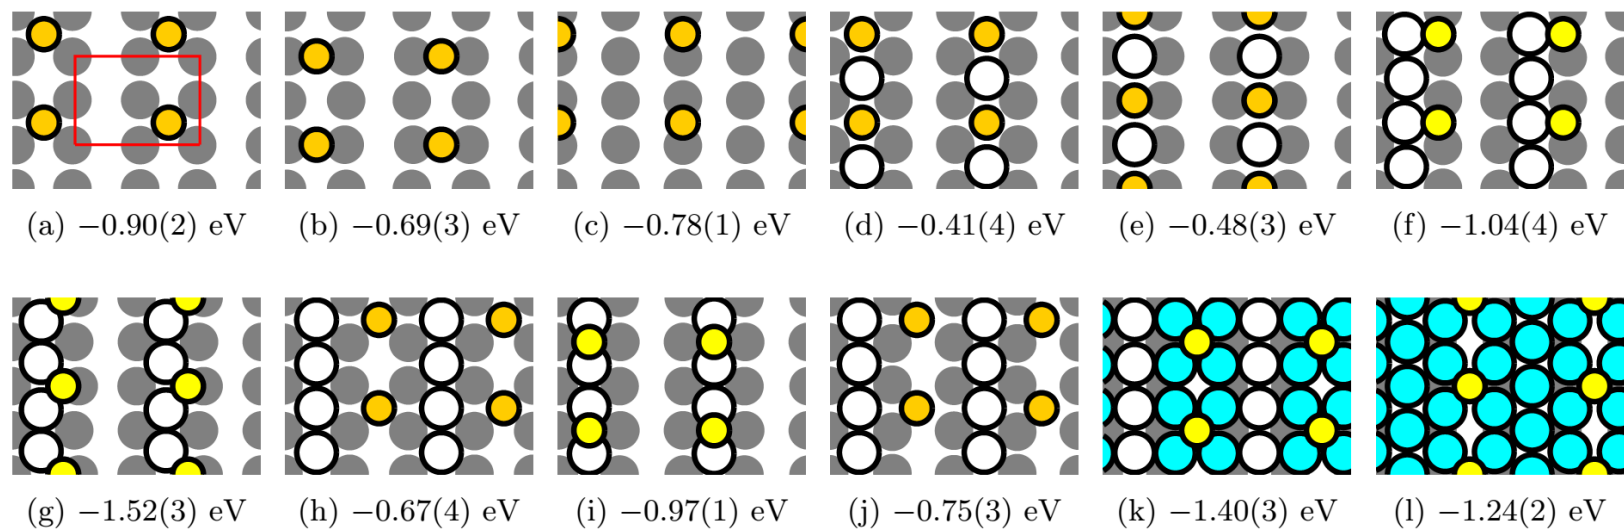 (a) −0.90(2) eV (b) −0.69(3) eV (c) −0.78(1) eV (d) −0.41(4) eV (e) −0.48(3) eV (f) −1.04(4) eV
(g) −1.52(3) eV (h) −0.67(4) eV (i) −0.97(1) eV (j) −0.75(3) eV (k) −1.40(3) eV (l) −1.24(2) eV